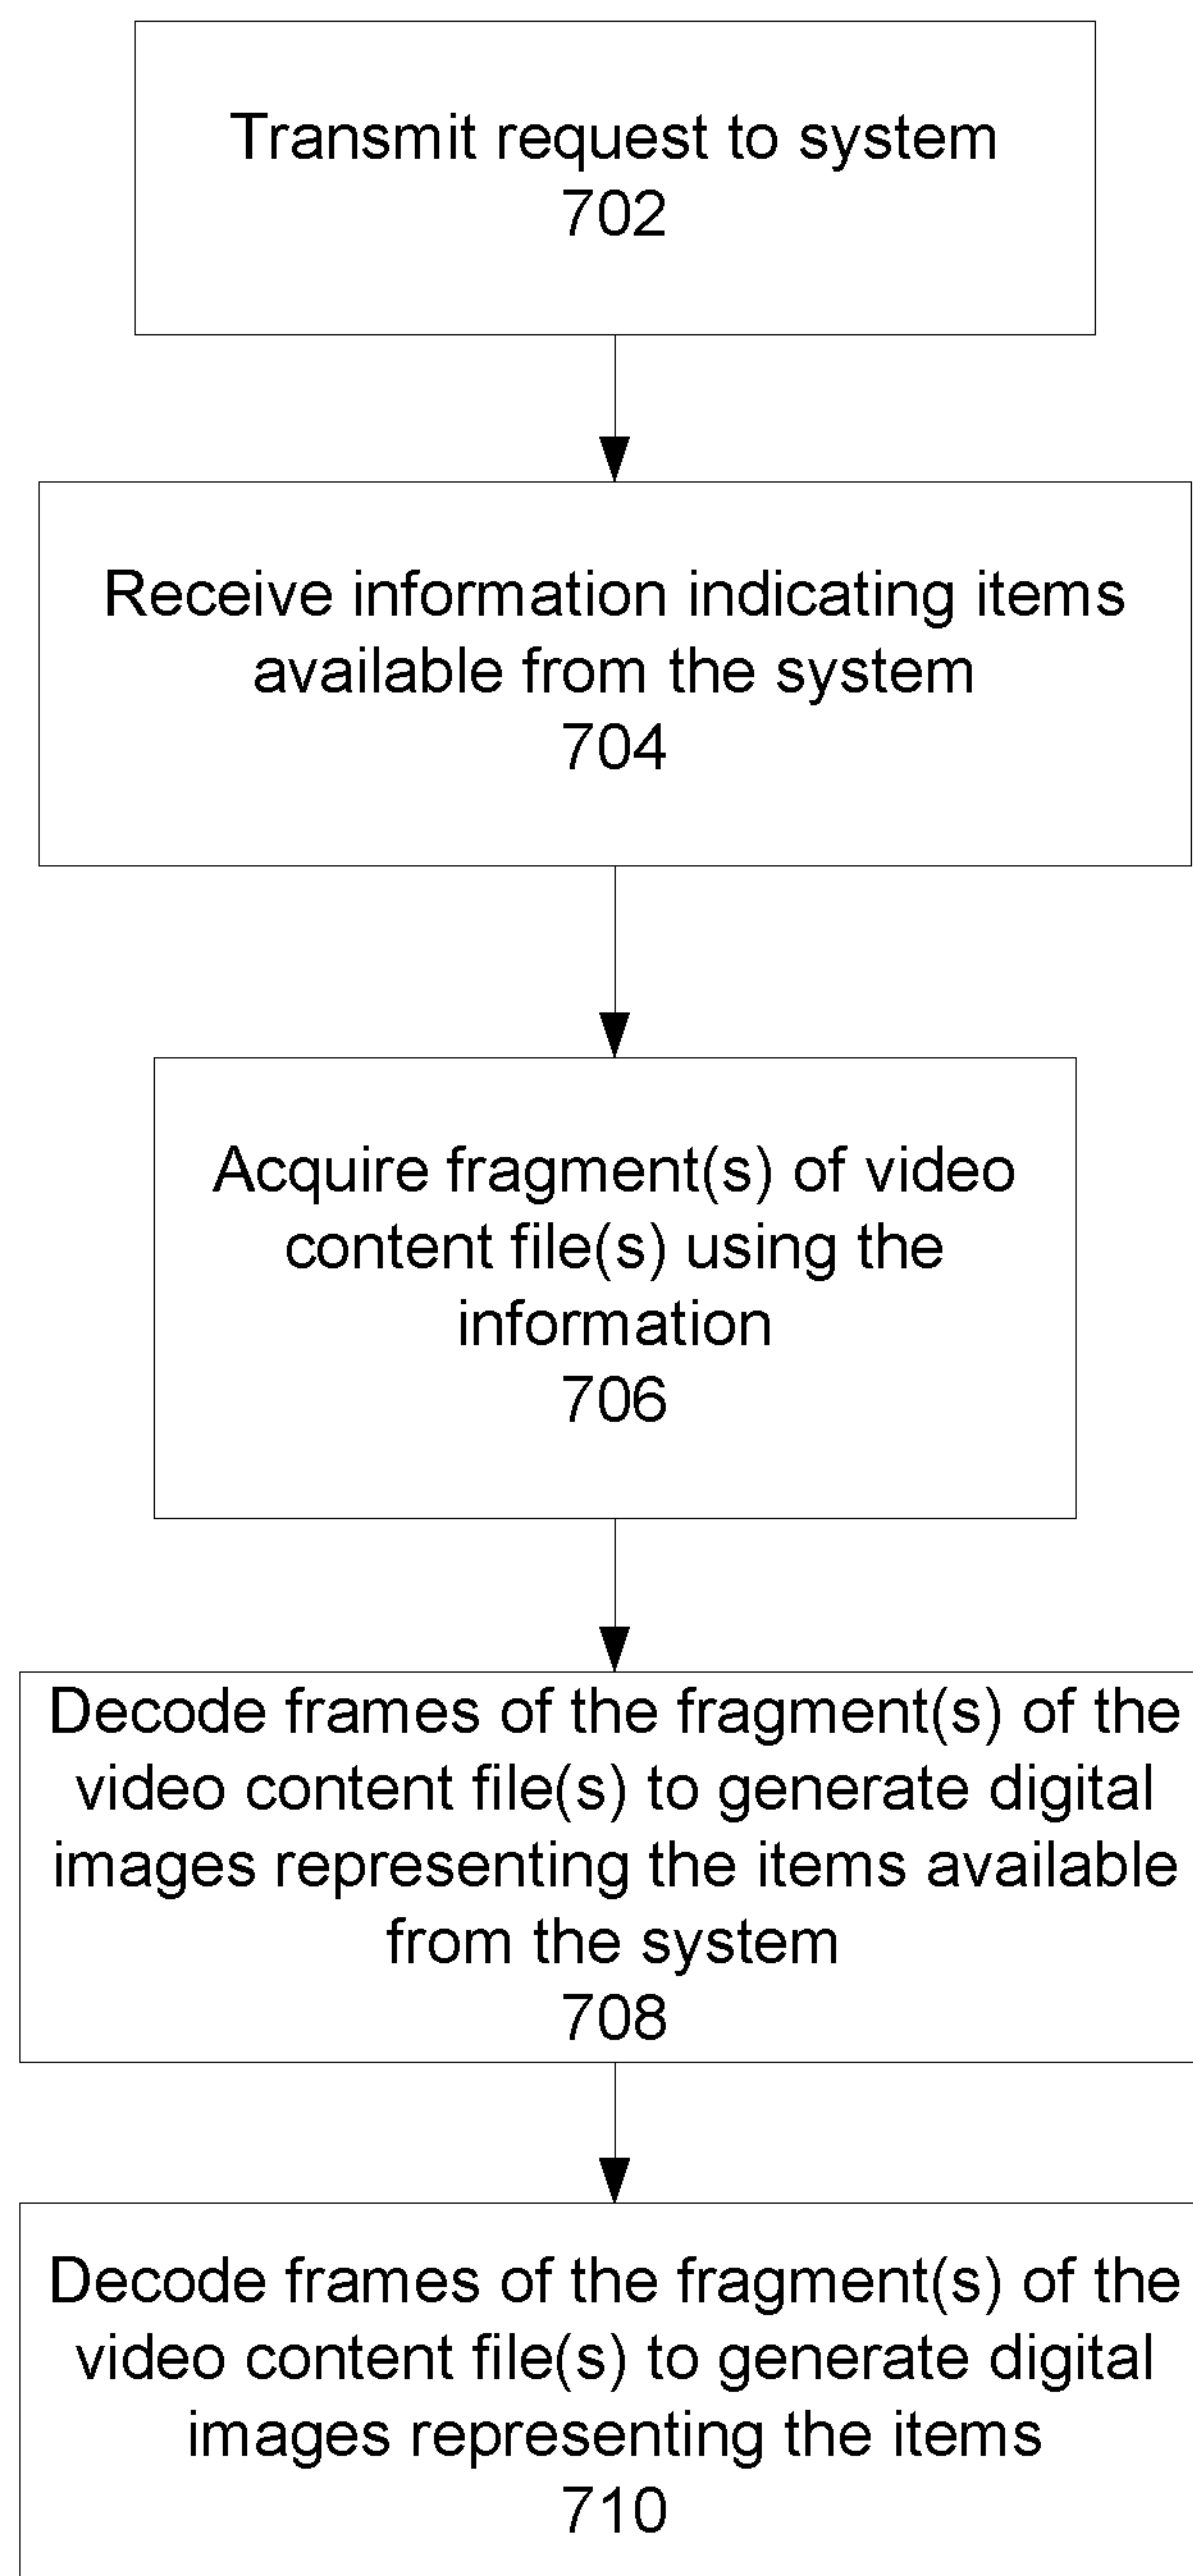 Transmit request to system
702
Receive information indicating items
available from the system
704
Acquire fragment(s) of video
content file(s) using the
information
706
Decode frames of the fragment(s) of the
video content file(s) to generate digital
images representing the items available
from the system
708
Decode frames of the fragment(s) of the
video content file(s) to generate digital
images representing the items
710